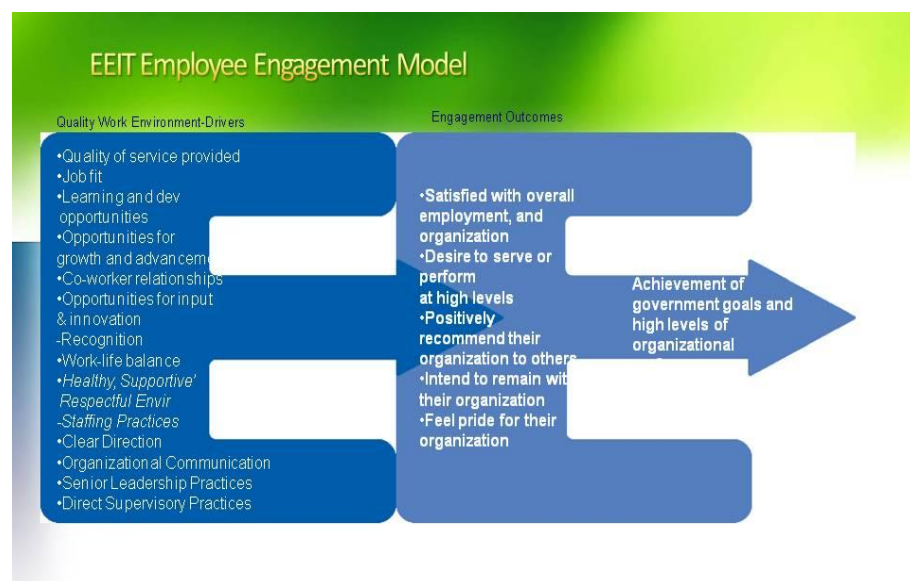 EEIT Employee Engagement Model
Quality Work Environment-Drivers
•Quality of service provided
•Job fit
•Learning and dev
opportunities
•Opportunities for
growth and advancem
•Co-worker relationships
•Opportunities for input
& innovation
-Recognition
•Work-life balance
•Healthy, Supportive'
Respectful Envir
-Staffing Practices
•Clear Direction
•Organizational Communication
•Senior Leadership Practices
•Direct Supervisory Practices
Engagement Outcomes
•Satisfied with overall
employment, and
organization
•Desire to serve or
perform
at high levels
•Positively
recommend their
organization to others
•Intend to remain wit
their organization
•Feel pride for their
organization
Achievement of
government goals and
high levels of
organizational